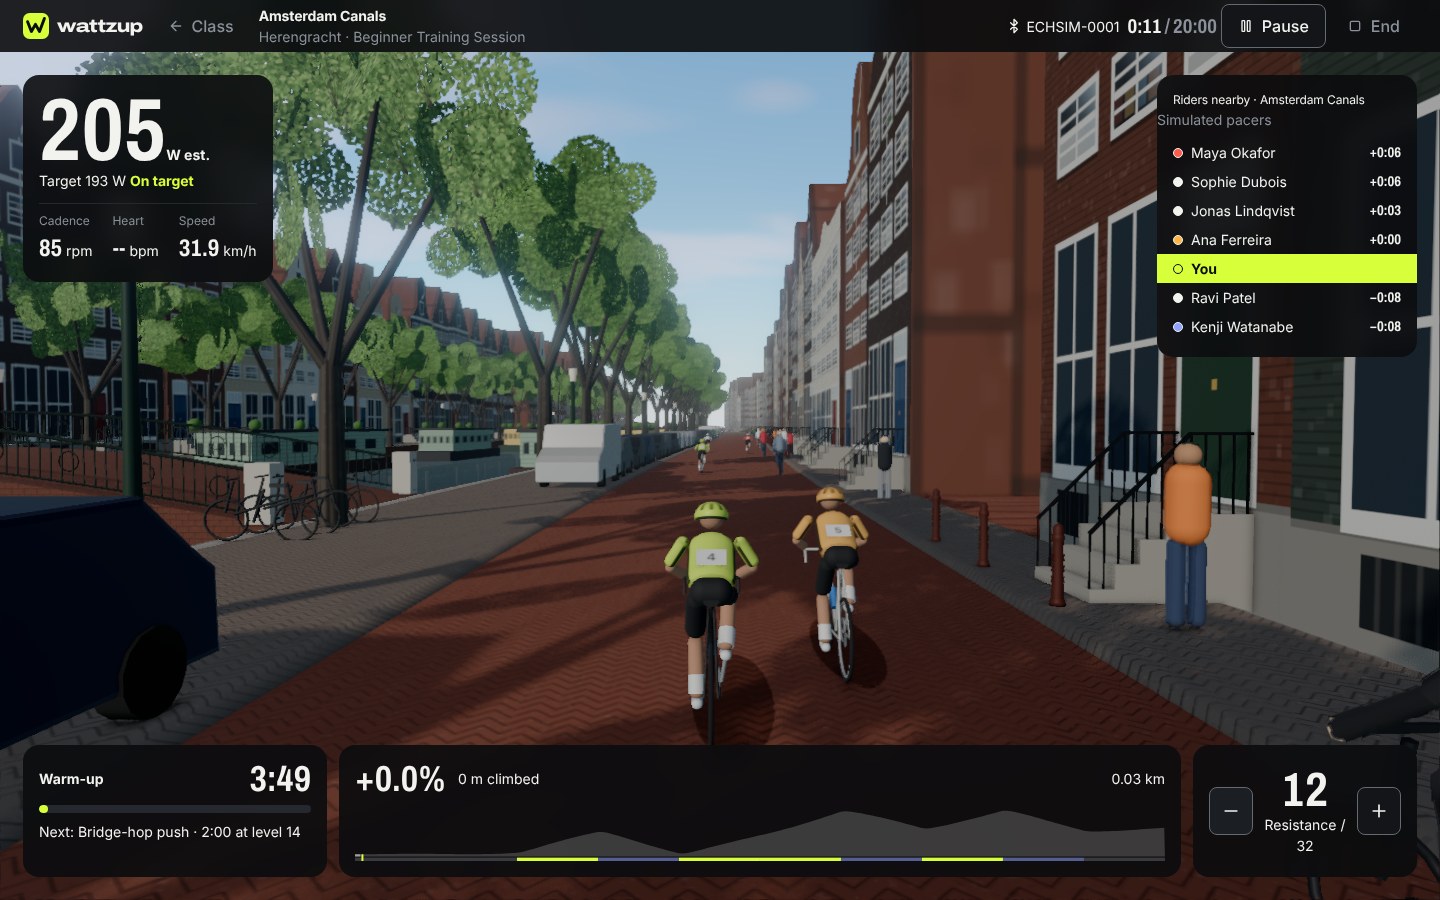 wattzup
Class
Amsterdam Canals
Herengracht · Beginner Training Session
ECHSIM-0001 0:11 / 20:00
Pause
End
205 W est.
Target 193 W On target
Cadence Heart Speed
85 rpm -- bpm 31.9 km/h
Riders nearby · Amsterdam Canals
Simulated pacers
Maya Okafor +0:06
Sophie Dubois +0:06
Jonas Lindqvist +0:03
Ana Ferreira +0:00
You
Ravi Patel −0:08
Kenji Watanabe −0:08
4
5
Warm-up 3:49
Next: Bridge-hop push · 2:00 at level 14
+0.0% 0 m climbed 0.03 km
− 12 +
Resistance /
32